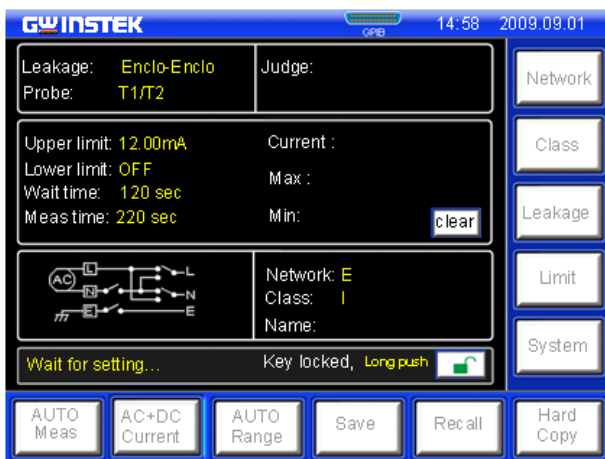 GWINSTEK GPIB 14:58 2009.09.01
Leakage: Enclo-Enclo
Probe: T1/T2
Judge:
Upper limit: 12.00mA
Lower limit: OFF
Wait time: 120 sec
Meas time: 220 sec
Current :
Max :
Min:
clear
AC L L
N N
E E
Network: E
Class: I
Name:
Wait for setting...
Key locked, Long push
Network
Class
Leakage
Limit
System
AUTO
Meas
AC+DC
Current
AUTO
Range
Save
Recall
Hard
Copy